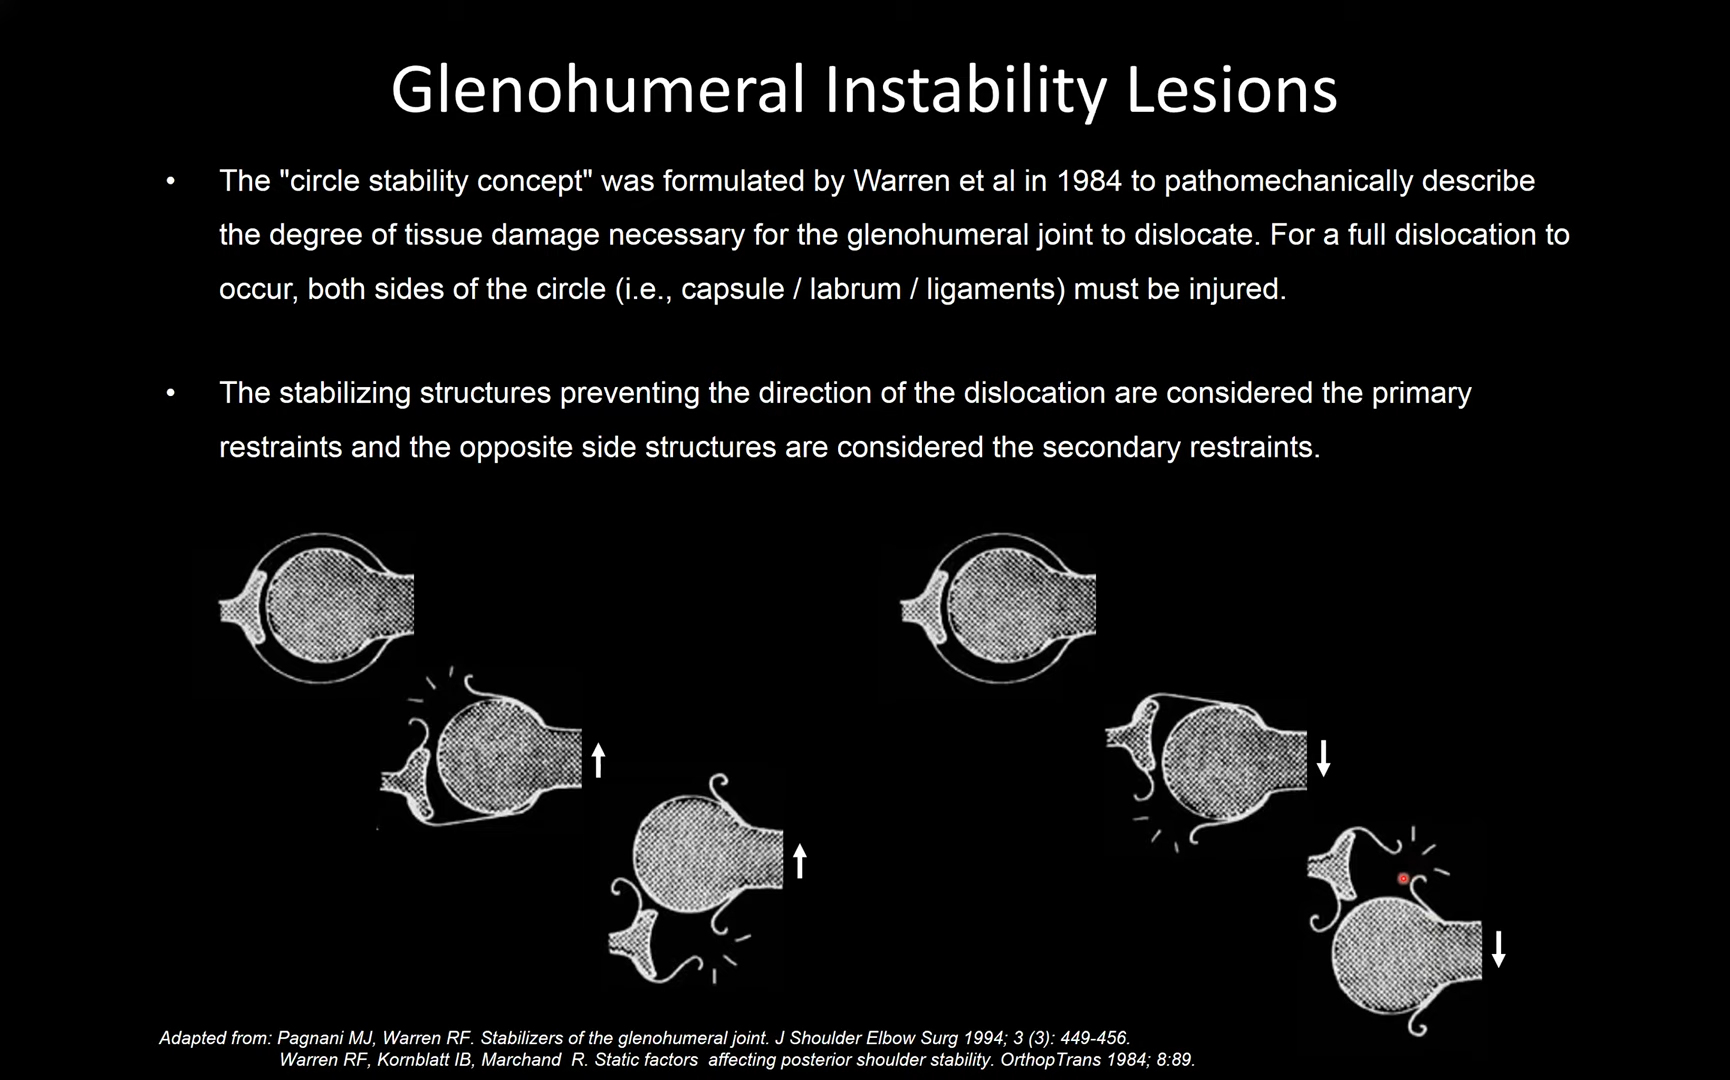 Glenohumeral Instability Lesions
• The "circle stability concept" was formulated by Warren et al in 1984 to pathomechanically describe
the degree of tissue damage necessary for the glenohumeral joint to dislocate. For a full dislocation to
occur, both sides of the circle (i.e., capsule / labrum / ligaments) must be injured.
• The stabilizing structures preventing the direction of the dislocation are considered the primary
restraints and the opposite side structures are considered the secondary restraints.
Adapted from: Pagnani MJ, Warren RF. Stabilizers of the glenohumeral joint. J Shoulder Elbow Surg 1994; 3 (3): 449-456.
Warren RF, Kornblatt IB, Marchand R. Static factors affecting posterior shoulder stability. OrthopTrans 1984; 8:89.